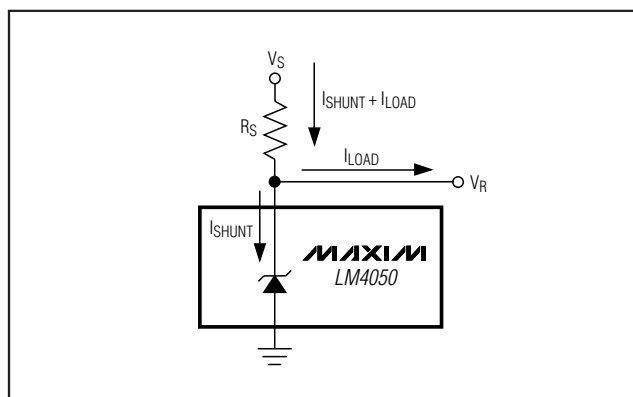 VS
ISHUNT + ILOAD
RS
ILOAD
VR
ISHUNT
MAXIM
LM4050